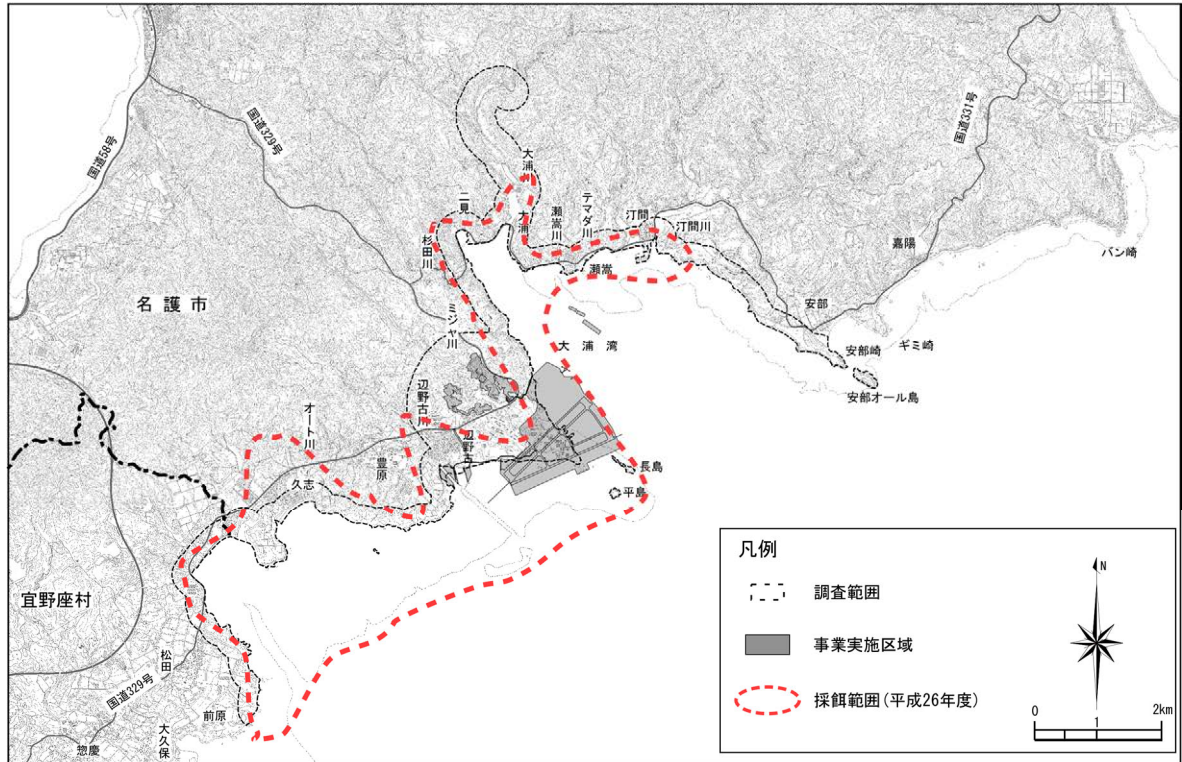 国道58号
国道329号
国道331号
大浦川
二見
大浦
瀬嵩川
テマダ川
汀間
汀間川
杉田川
瀬嵩
嘉陽
バン崎
名護市
ミジャ川
大浦湾
安部
安部崎
ギミ崎
安部オール島
辺野古川
オート川
辺野古
豊原
久志
長島
平島
宜野座村
松田
国道329号
前原
大久保
惣慶
凡例
調査範囲
事業実施区域
採餌範囲(平成26年度)
N
0
1
2km